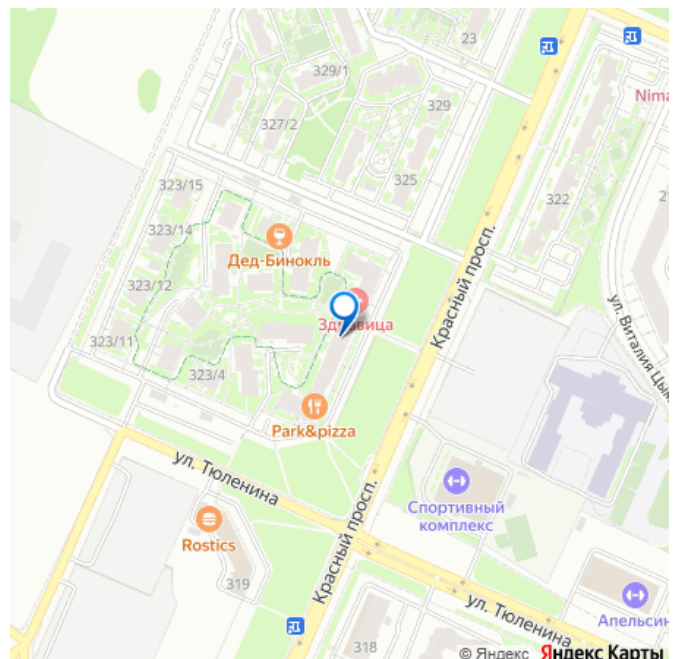 23
329/1
Nima
329
327/2
325
322
323/15
323/14
Дед-Бинокль
Красный просп.
323/12
Здравица
ул. Виталия Цым
323/11
323/4
Park&pizza
ул. Тюленина
Спортивный
комплекс
Rostics
Красный просп.
319
ул. Тюленина
Апельсин
318
© Яндекс Яндекс Карты